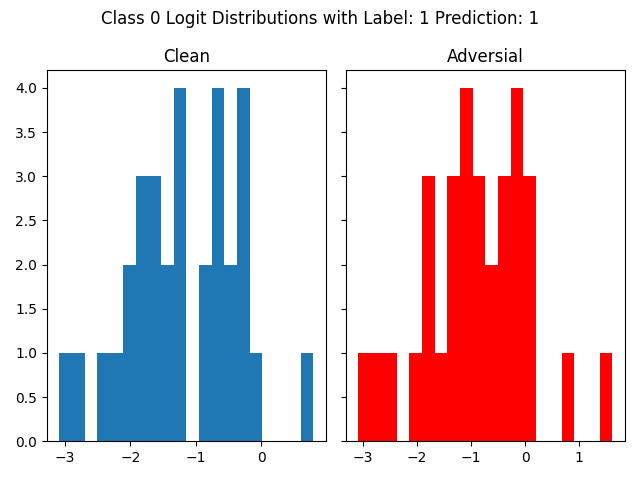 Class 0 Logit Distributions with Label: 1 Prediction: 1
Clean
Adversial
4.0
3.5
3.0
2.5
2.0
1.5
1.0
0.5
0.0
−3 −2 −1 0
−3 −2 −1 0 1